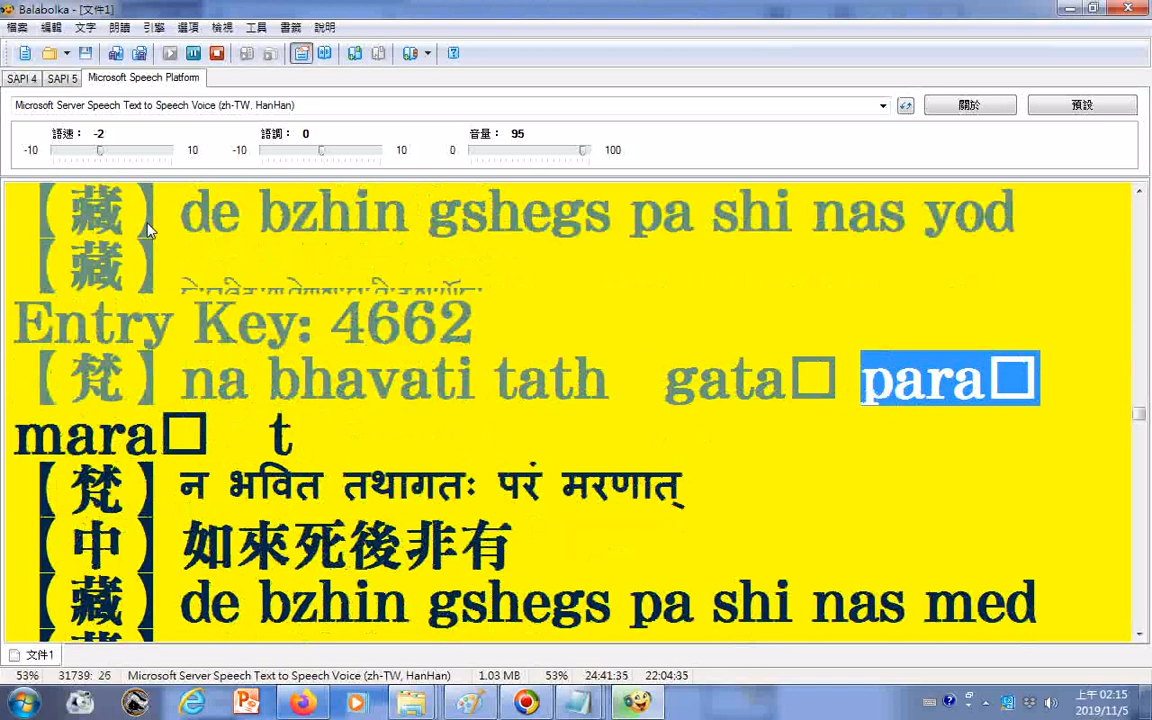 Balabolka - [文件1]
檔案 編輯 文字 朗讀 引擎 選項 檢視 工具 書籤 說明
SAPI 4 SAPI 5 Microsoft Speech Platform
Microsoft Server Speech Text to Speech Voice (zh-TW, HanHan) 關於 預設
語速： -2 語調： 0 音量： 95
-10 10 -10 10 0 100
【藏】 de bzhin gshegs pa shi nas yod
【藏】
Entry Key: 4662
【梵】 na bhavati tath gata□ para□
mara□ t
【梵】 न भवित तथागतः परं मरणात्
【中】 如來死後非有
【藏】 de bzhin gshegs pa shi nas med
文件1
53% 31739: 26 Microsoft Server Speech Text to Speech Voice (zh-TW, HanHan) 1.03 MB 53% 24:41:35 22:04:35
上午 02:15
2019/11/5